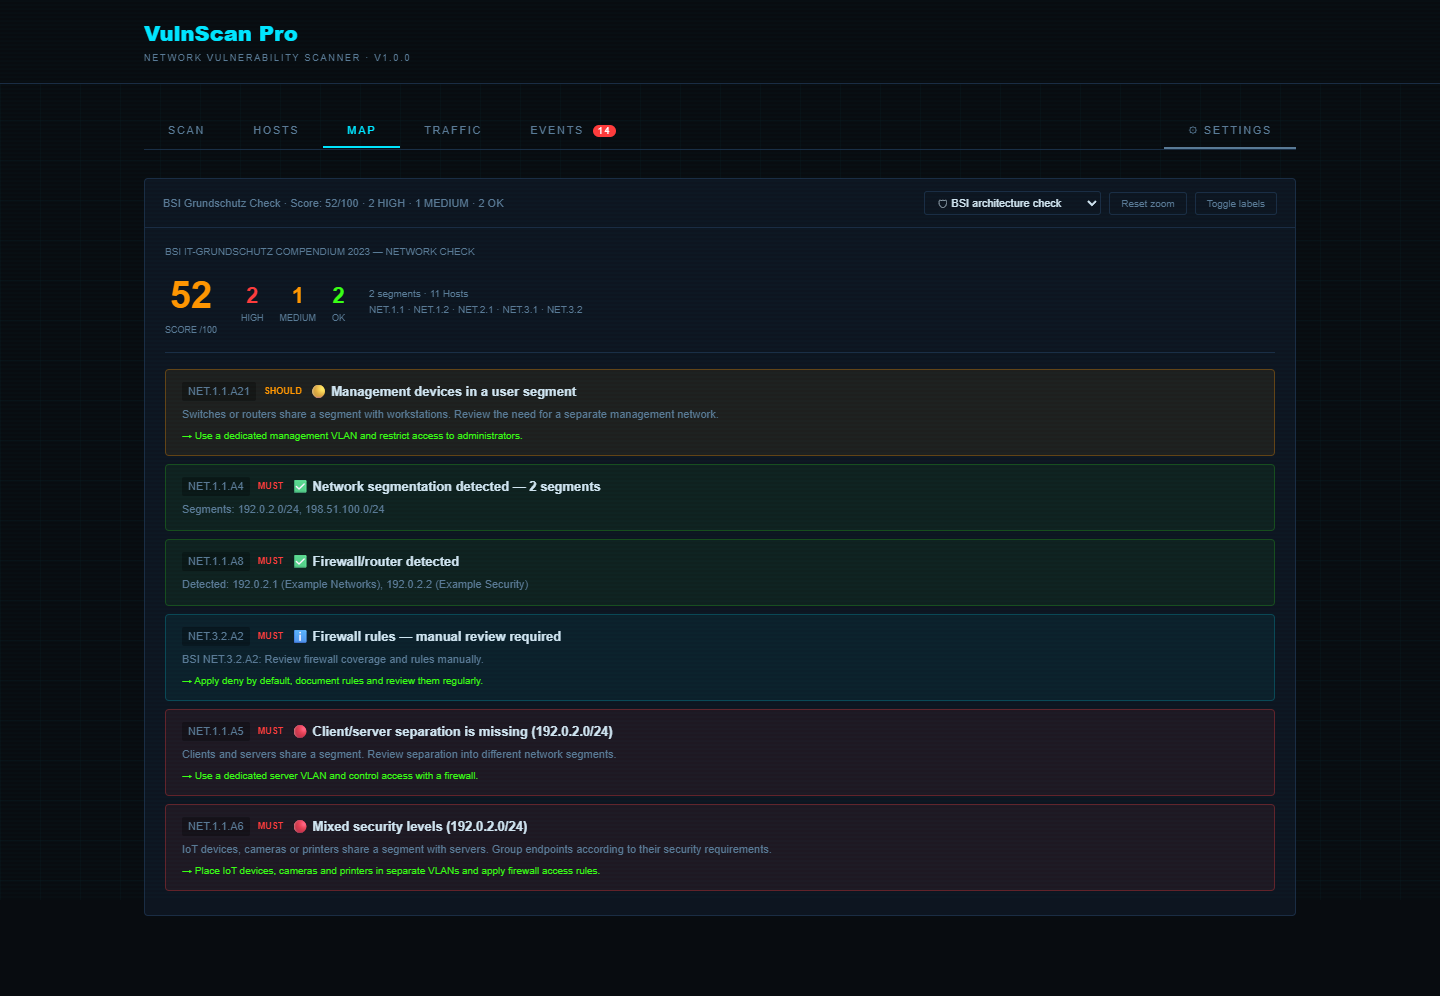 VulnScan Pro
NETWORK VULNERABILITY SCANNER · V1.0.0
SCAN HOSTS MAP TRAFFIC EVENTS 14 ⚙ SETTINGS
BSI Grundschutz Check · Score: 52/100 · 2 HIGH · 1 MEDIUM · 2 OK
BSI architecture check Reset zoom Toggle labels
BSI IT-GRUNDSCHUTZ COMPENDIUM 2023 — NETWORK CHECK
52 SCORE /100
2 HIGH
1 MEDIUM
2 OK
2 segments · 11 Hosts
NET.1.1 · NET.1.2 · NET.2.1 · NET.3.1 · NET.3.2
NET.1.1.A21 SHOULD Management devices in a user segment
Switches or routers share a segment with workstations. Review the need for a separate management network.
→ Use a dedicated management VLAN and restrict access to administrators.
NET.1.1.A4 MUST ✅ Network segmentation detected — 2 segments
Segments: 192.0.2.0/24, 198.51.100.0/24
NET.1.1.A8 MUST ✅ Firewall/router detected
Detected: 192.0.2.1 (Example Networks), 192.0.2.2 (Example Security)
NET.3.2.A2 MUST ℹ Firewall rules — manual review required
BSI NET.3.2.A2: Review firewall coverage and rules manually.
→ Apply deny by default, document rules and review them regularly.
NET.1.1.A5 MUST Client/server separation is missing (192.0.2.0/24)
Clients and servers share a segment. Review separation into different network segments.
→ Use a dedicated server VLAN and control access with a firewall.
NET.1.1.A6 MUST Mixed security levels (192.0.2.0/24)
IoT devices, cameras or printers share a segment with servers. Group endpoints according to their security requirements.
→ Place IoT devices, cameras and printers in separate VLANs and apply firewall access rules.